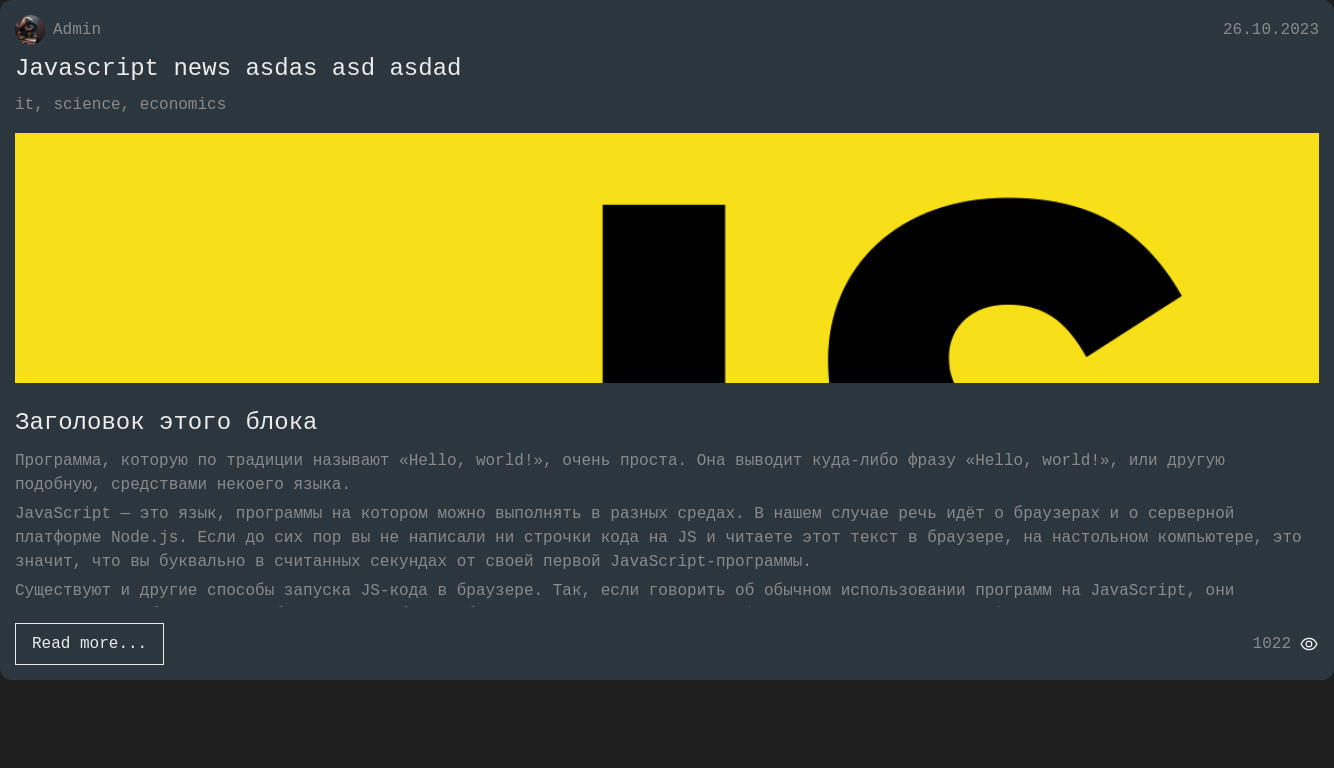 Admin
26.10.2023
Javascript news asdas asd asdad
it, science, economics
JS
Заголовок этого блока
Программа, которую по традиции называют «Hello, world!», очень проста. Она выводит куда-либо фразу «Hello, world!», или другую
подобную, средствами некоего языка.
JavaScript — это язык, программы на котором можно выполнять в разных средах. В нашем случае речь идёт о браузерах и о серверной
платформе Node.js. Если до сих пор вы не написали ни строчки кода на JS и читаете этот текст в браузере, на настольном компьютере, это
значит, что вы буквально в считанных секундах от своей первой JavaScript-программы.
Существуют и другие способы запуска JS-кода в браузере. Так, если говорить об обычном использовании программ на JavaScript, они
Read more...
1022